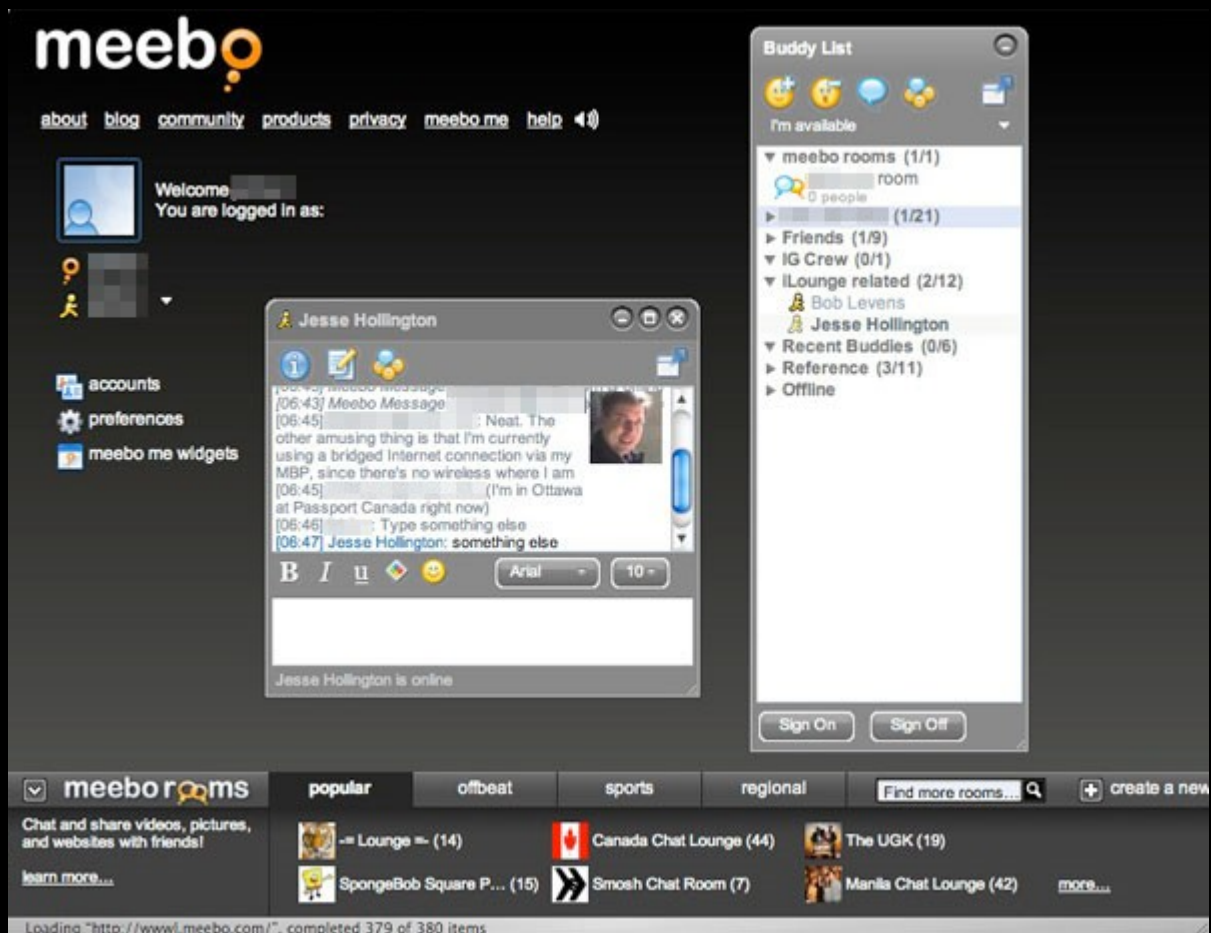 meebo
about blog community products privacy meebo me help
Welcome
You are logged in as:
accounts
preferences
meebo me widgets
Jesse Hollington
[06:43] Meebo Message
[06:43] Meebo Message
[06:45] : Neat. The
other amusing thing is that I'm currently
using a bridged Internet connection via my
MBP, since there's no wireless where I am
[06:45] (I'm in Ottawa
at Passport Canada right now)
[06:46] : Type something else
[06:47] Jesse Hollington: something else
B I u Arial 10
Jesse Hollington is online
Buddy List
I'm available
meebo rooms (1/1)
room
0 people
(1/21)
Friends (1/9)
IG Crew (0/1)
iLounge related (2/12)
Bob Levens
Jesse Hollington
Recent Buddies (0/6)
Reference (3/11)
Offline
Sign On Sign Off
meebo rooms popular offbeat sports regional Find more rooms... create a new
Chat and share videos, pictures,
and websites with friends!
learn more...
-= Lounge =- (14) Canada Chat Lounge (44) The UGK (19)
SpongeBob Square P... (15) Smosh Chat Room (7) Manila Chat Lounge (42) more...
Loading "http://www1.meebo.com/", completed 379 of 380 items